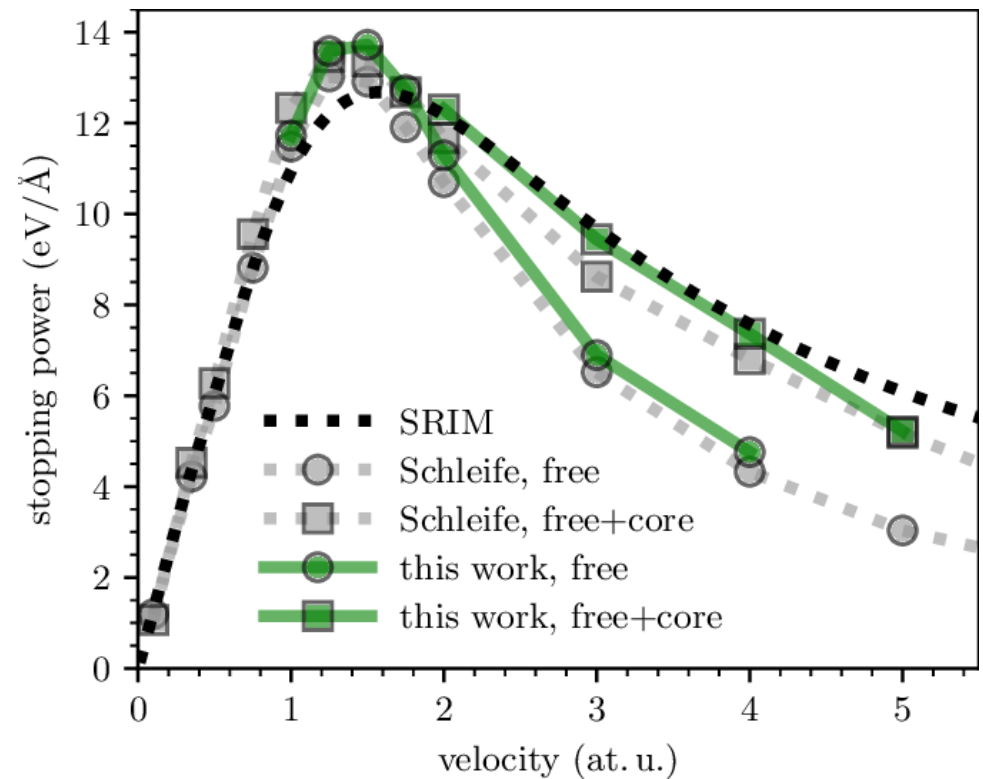 14
12
10
8
6
4
2
0
stopping power (eV/Å)
SRIM
Schleife, free
Schleife, free+core
this work, free
this work, free+core
0 1 2 3 4 5
velocity (at. u.)